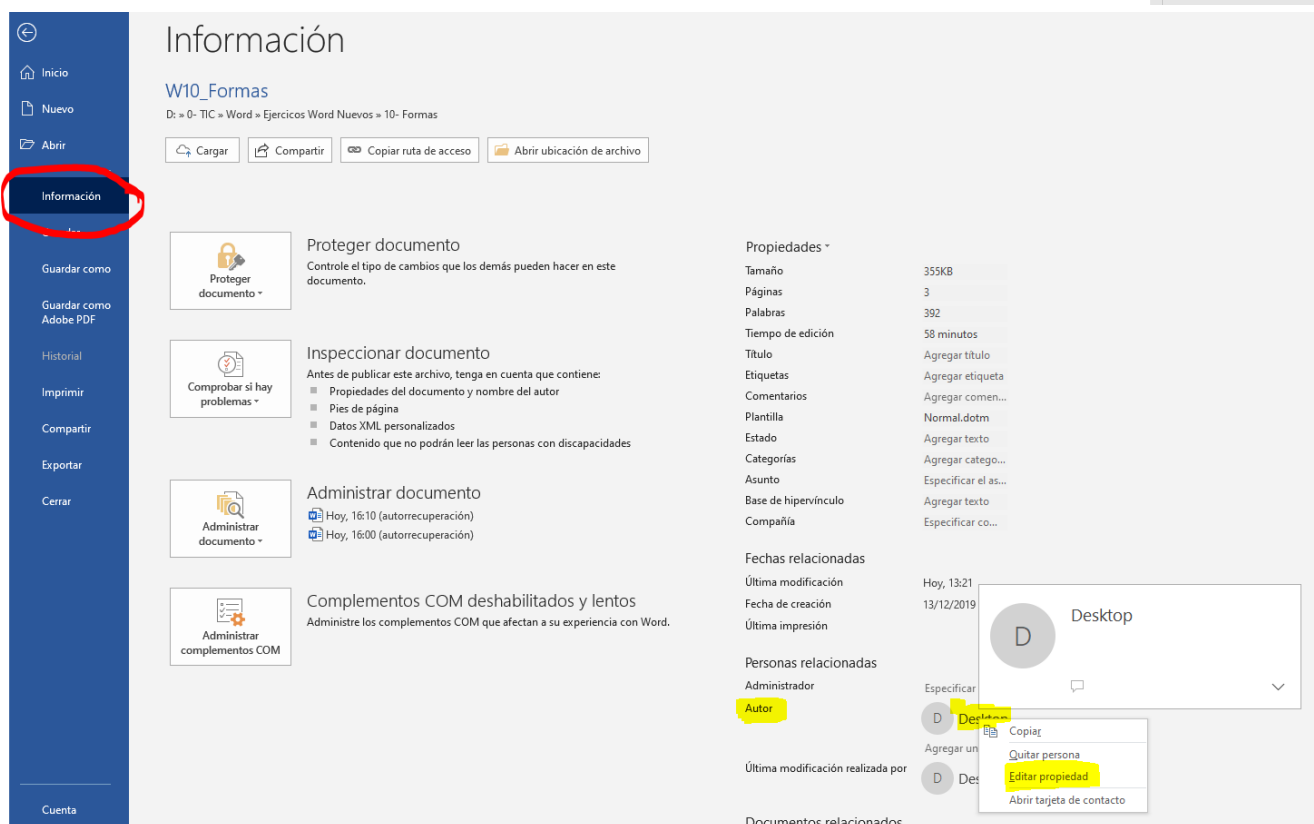 Información
Inicio
Nuevo
Abrir
Información
Guardar como
Guardar como
Adobe PDF
Historial
Imprimir
Compartir
Exportar
Cerrar
Cuenta
W10_Formas
D: » 0- TIC » Word » Ejercicos Word Nuevos » 10- Formas
Cargar
Compartir
Copiar ruta de acceso
Abrir ubicación de archivo
Proteger
documento
Proteger documento
Controle el tipo de cambios que los demás pueden hacer en este
documento.
Comprobar si hay
problemas
Inspeccionar documento
Antes de publicar este archivo, tenga en cuenta que contiene:
Propiedades del documento y nombre del autor
Pies de página
Datos XML personalizados
Contenido que no podrán leer las personas con discapacidades
Administrar
documento
Administrar documento
Hoy, 16:10 (autorrecuperación)
Hoy, 16:00 (autorrecuperación)
Administrar
complementos COM
Complementos COM deshabilitados y lentos
Administre los complementos COM que afectan a su experiencia con Word.
Propiedades
Tamaño 355KB
Páginas 3
Palabras 392
Tiempo de edición 58 minutos
Título Agregar título
Etiquetas Agregar etiqueta
Comentarios Agregar comen...
Plantilla Normal.dotm
Estado Agregar texto
Categorías Agregar catego...
Asunto Especificar el as...
Base de hipervínculo Agregar texto
Compañía Especificar co...
Fechas relacionadas
Última modificación Hoy, 13:21
Fecha de creación 13/12/2019
Última impresión
Personas relacionadas
Administrador Especificar
Autor D Desktop
Agregar un
Última modificación realizada por D Des
Documentos relacionados
D Desktop
Copiar
Quitar persona
Editar propiedad
Abrir tarjeta de contacto